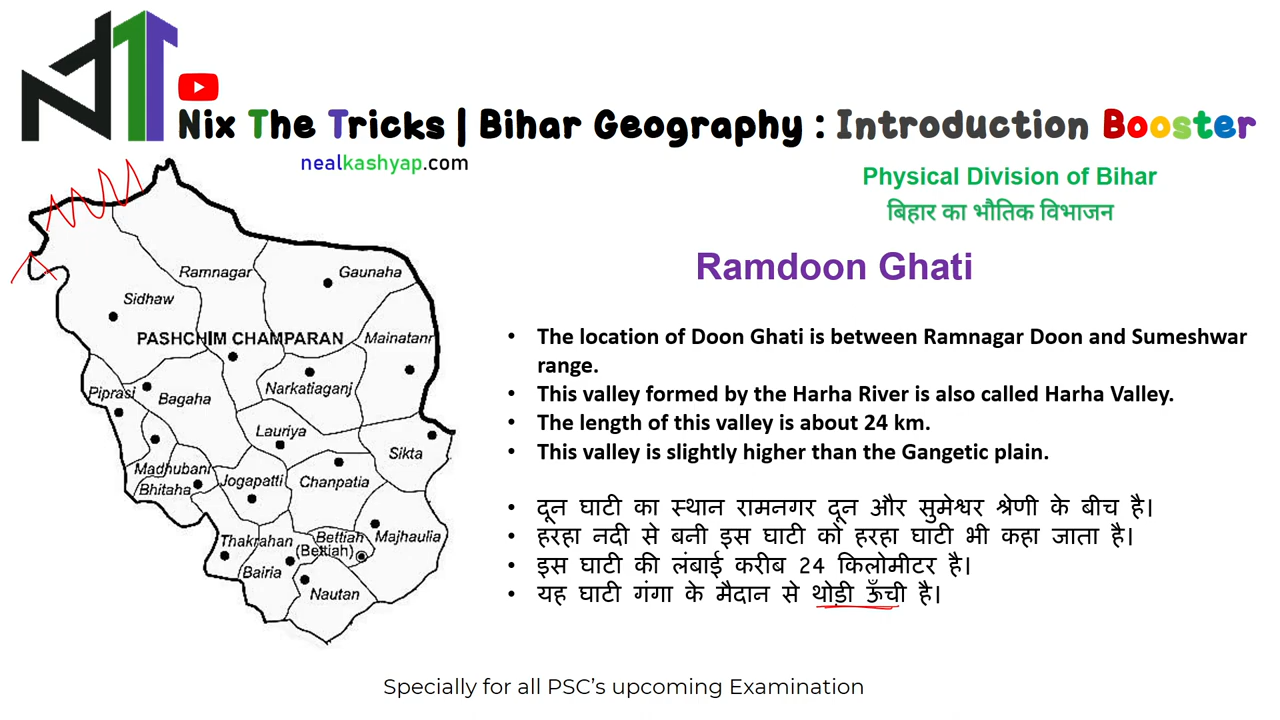 Nix The Tricks | Bihar Geography : Introduction Booster
nealkashyap.com
Physical Division of Bihar
बिहार का भौतिक विभाजन
Ramdoon Ghati
• The location of Doon Ghati is between Ramnagar Doon and Sumeshwar
range.
• This valley formed by the Harha River is also called Harha Valley.
• The length of this valley is about 24 km.
• This valley is slightly higher than the Gangetic plain.
• दून घाटी का स्थान रामनगर दून और सुमेश्वर श्रेणी के बीच है।
• हरहा नदी से बनी इस घाटी को हरहा घाटी भी कहा जाता है।
• इस घाटी की लंबाई करीब 24 किलोमीटर है।
• यह घाटी गंगा के मैदान से थोड़ी ऊँची है।
Ramnagar
Gaunaha
Sidhaw
PASHCHIM CHAMPARAN
Mainatanr
Narkatiaganj
Piprasi
Bagaha
Lauriya
Sikta
Madhubani
Bhitaha
Jogapatti
Chanpatia
Thakrahan
Bettiah
(Bettiah)
Majhaulia
Bairia
Nautan
Specially for all PSC's upcoming Examination